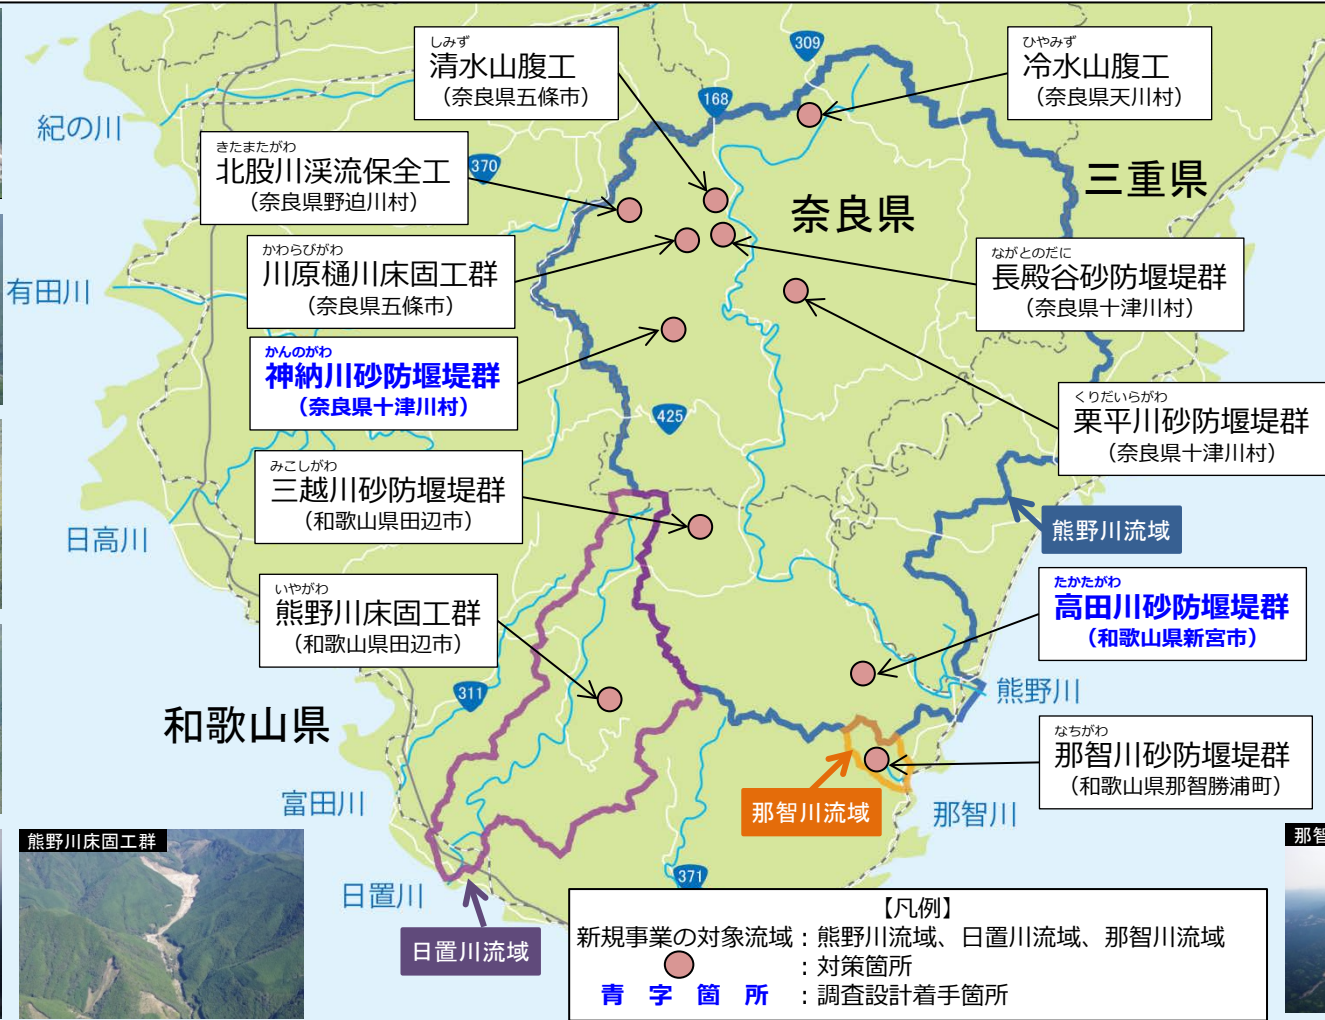 しみず
清水山腹工
（奈良県五條市）
309
ひやみず
冷水山腹工
（奈良県天川村）
168
紀の川
きたまたがわ
北股川渓流保全工
（奈良県野迫川村）
370
三重県
奈良県
かわらびがわ
川原樋川床固工群
（奈良県五條市）
ながとのだに
長殿谷砂防堰堤群
（奈良県十津川村）
有田川
かんのがわ
神納川砂防堰堤群
（奈良県十津川村）
425
くりだいらがわ
栗平川砂防堰堤群
（奈良県十津川村）
みこしがわ
三越川砂防堰堤群
（和歌山県田辺市）
日高川
熊野川流域
いやがわ
熊野川床固工群
（和歌山県田辺市）
たかたがわ
高田川砂防堰堤群
（和歌山県新宮市）
311
熊野川
和歌山県
なちがわ
那智川砂防堰堤群
（和歌山県那智勝浦町）
富田川
那智川流域
那智川
熊野川床固工群
那智
371
日置川
日置川流域
【凡例】
新規事業の対象流域：熊野川流域、日置川流域、那智川流域
：対策箇所
青字箇所：調査設計着手箇所